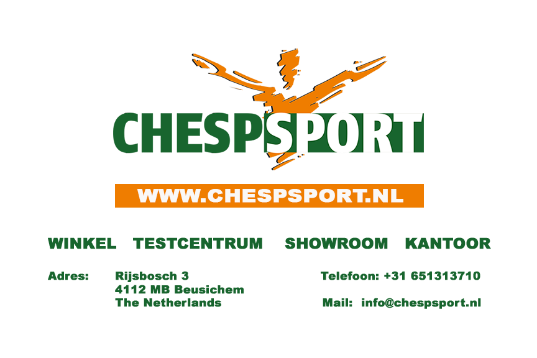 CHESPSPORT
WWW.CHESPSPORT.NL
WINKEL TESTCENTRUM SHOWROOM KANTOOR
Adres: Rijsbosch 3 Telefoon: +31 651313710
4112 MB Beusichem
The Netherlands Mail: info@chespsport.nl